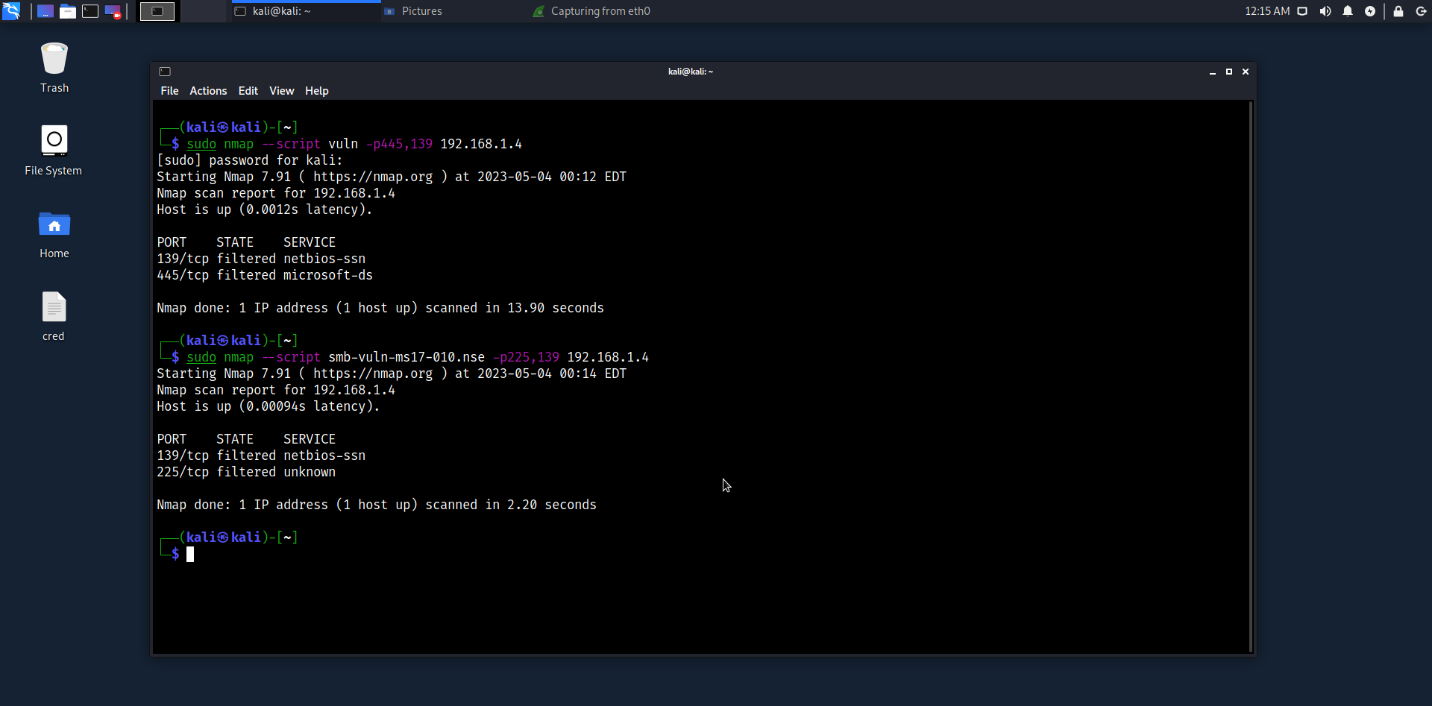 kali@kali: ~
Pictures
Capturing from eth0
12:15 AM
Trash
File System
Home
cred
kali@kali: ~
File Actions Edit View Help
┌──(kali㉿kali)-[~]
└─$ sudo nmap --script vuln -p445,139 192.168.1.4
[sudo] password for kali:
Starting Nmap 7.91 ( https://nmap.org ) at 2023-05-04 00:12 EDT
Nmap scan report for 192.168.1.4
Host is up (0.0012s latency).
PORT    STATE    SERVICE
139/tcp filtered netbios-ssn
445/tcp filtered microsoft-ds
Nmap done: 1 IP address (1 host up) scanned in 13.90 seconds
┌──(kali㉿kali)-[~]
└─$ sudo nmap --script smb-vuln-ms17-010.nse -p225,139 192.168.1.4
Starting Nmap 7.91 ( https://nmap.org ) at 2023-05-04 00:14 EDT
Nmap scan report for 192.168.1.4
Host is up (0.00094s latency).
PORT    STATE    SERVICE
139/tcp filtered netbios-ssn
225/tcp filtered unknown
Nmap done: 1 IP address (1 host up) scanned in 2.20 seconds
┌──(kali㉿kali)-[~]
└─$